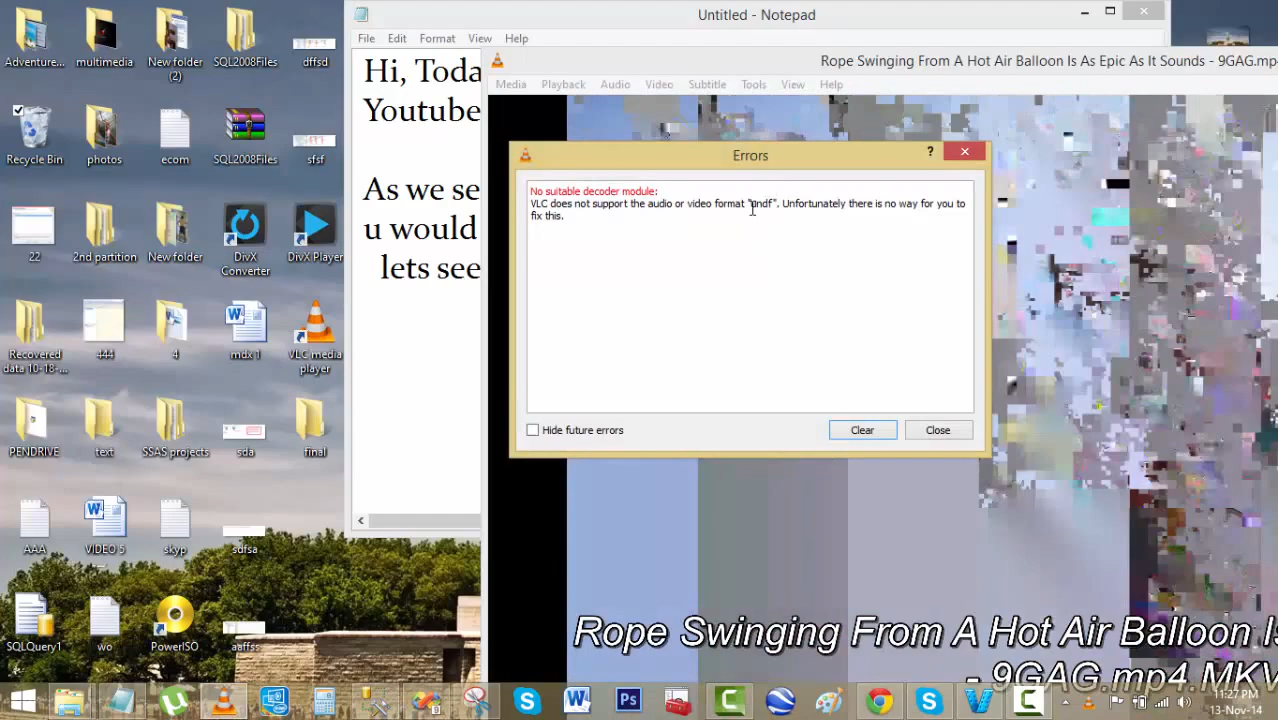 Untitled - Notepad
File Edit Format View Help
Hi, Toda
Youtube
As we se
u would
lets see
Rope Swinging From A Hot Air Balloon Is As Epic As It Sounds - 9GAG.mp4
Media Playback Audio Video Subtitle Tools View Help
Errors
?
No suitable decoder module:
VLC does not support the audio or video format "undf". Unfortunately there is no way for you to
fix this.
Hide future errors
Clear
Close
Rope Swinging From A Hot Air Balloon Is
- 9GAG.mp4.MKV
Adventure...
multimedia
New folder
(2)
SQL2008Files
dffsd
Recycle Bin
photos
ecom
SQL2008Files
sfsf
22
2nd partition
New folder
DivX
Converter
DivX Player
Recovered
data 10-18-...
444
4
mdx 1
VLC media
player
PENDRIVE
text
SSAS projects
sda
final
AAA
VIDEO 5
skyp
sdfsa
SQLQuery1
wo
PowerISO
aaffss
11:27 PM
13-Nov-14